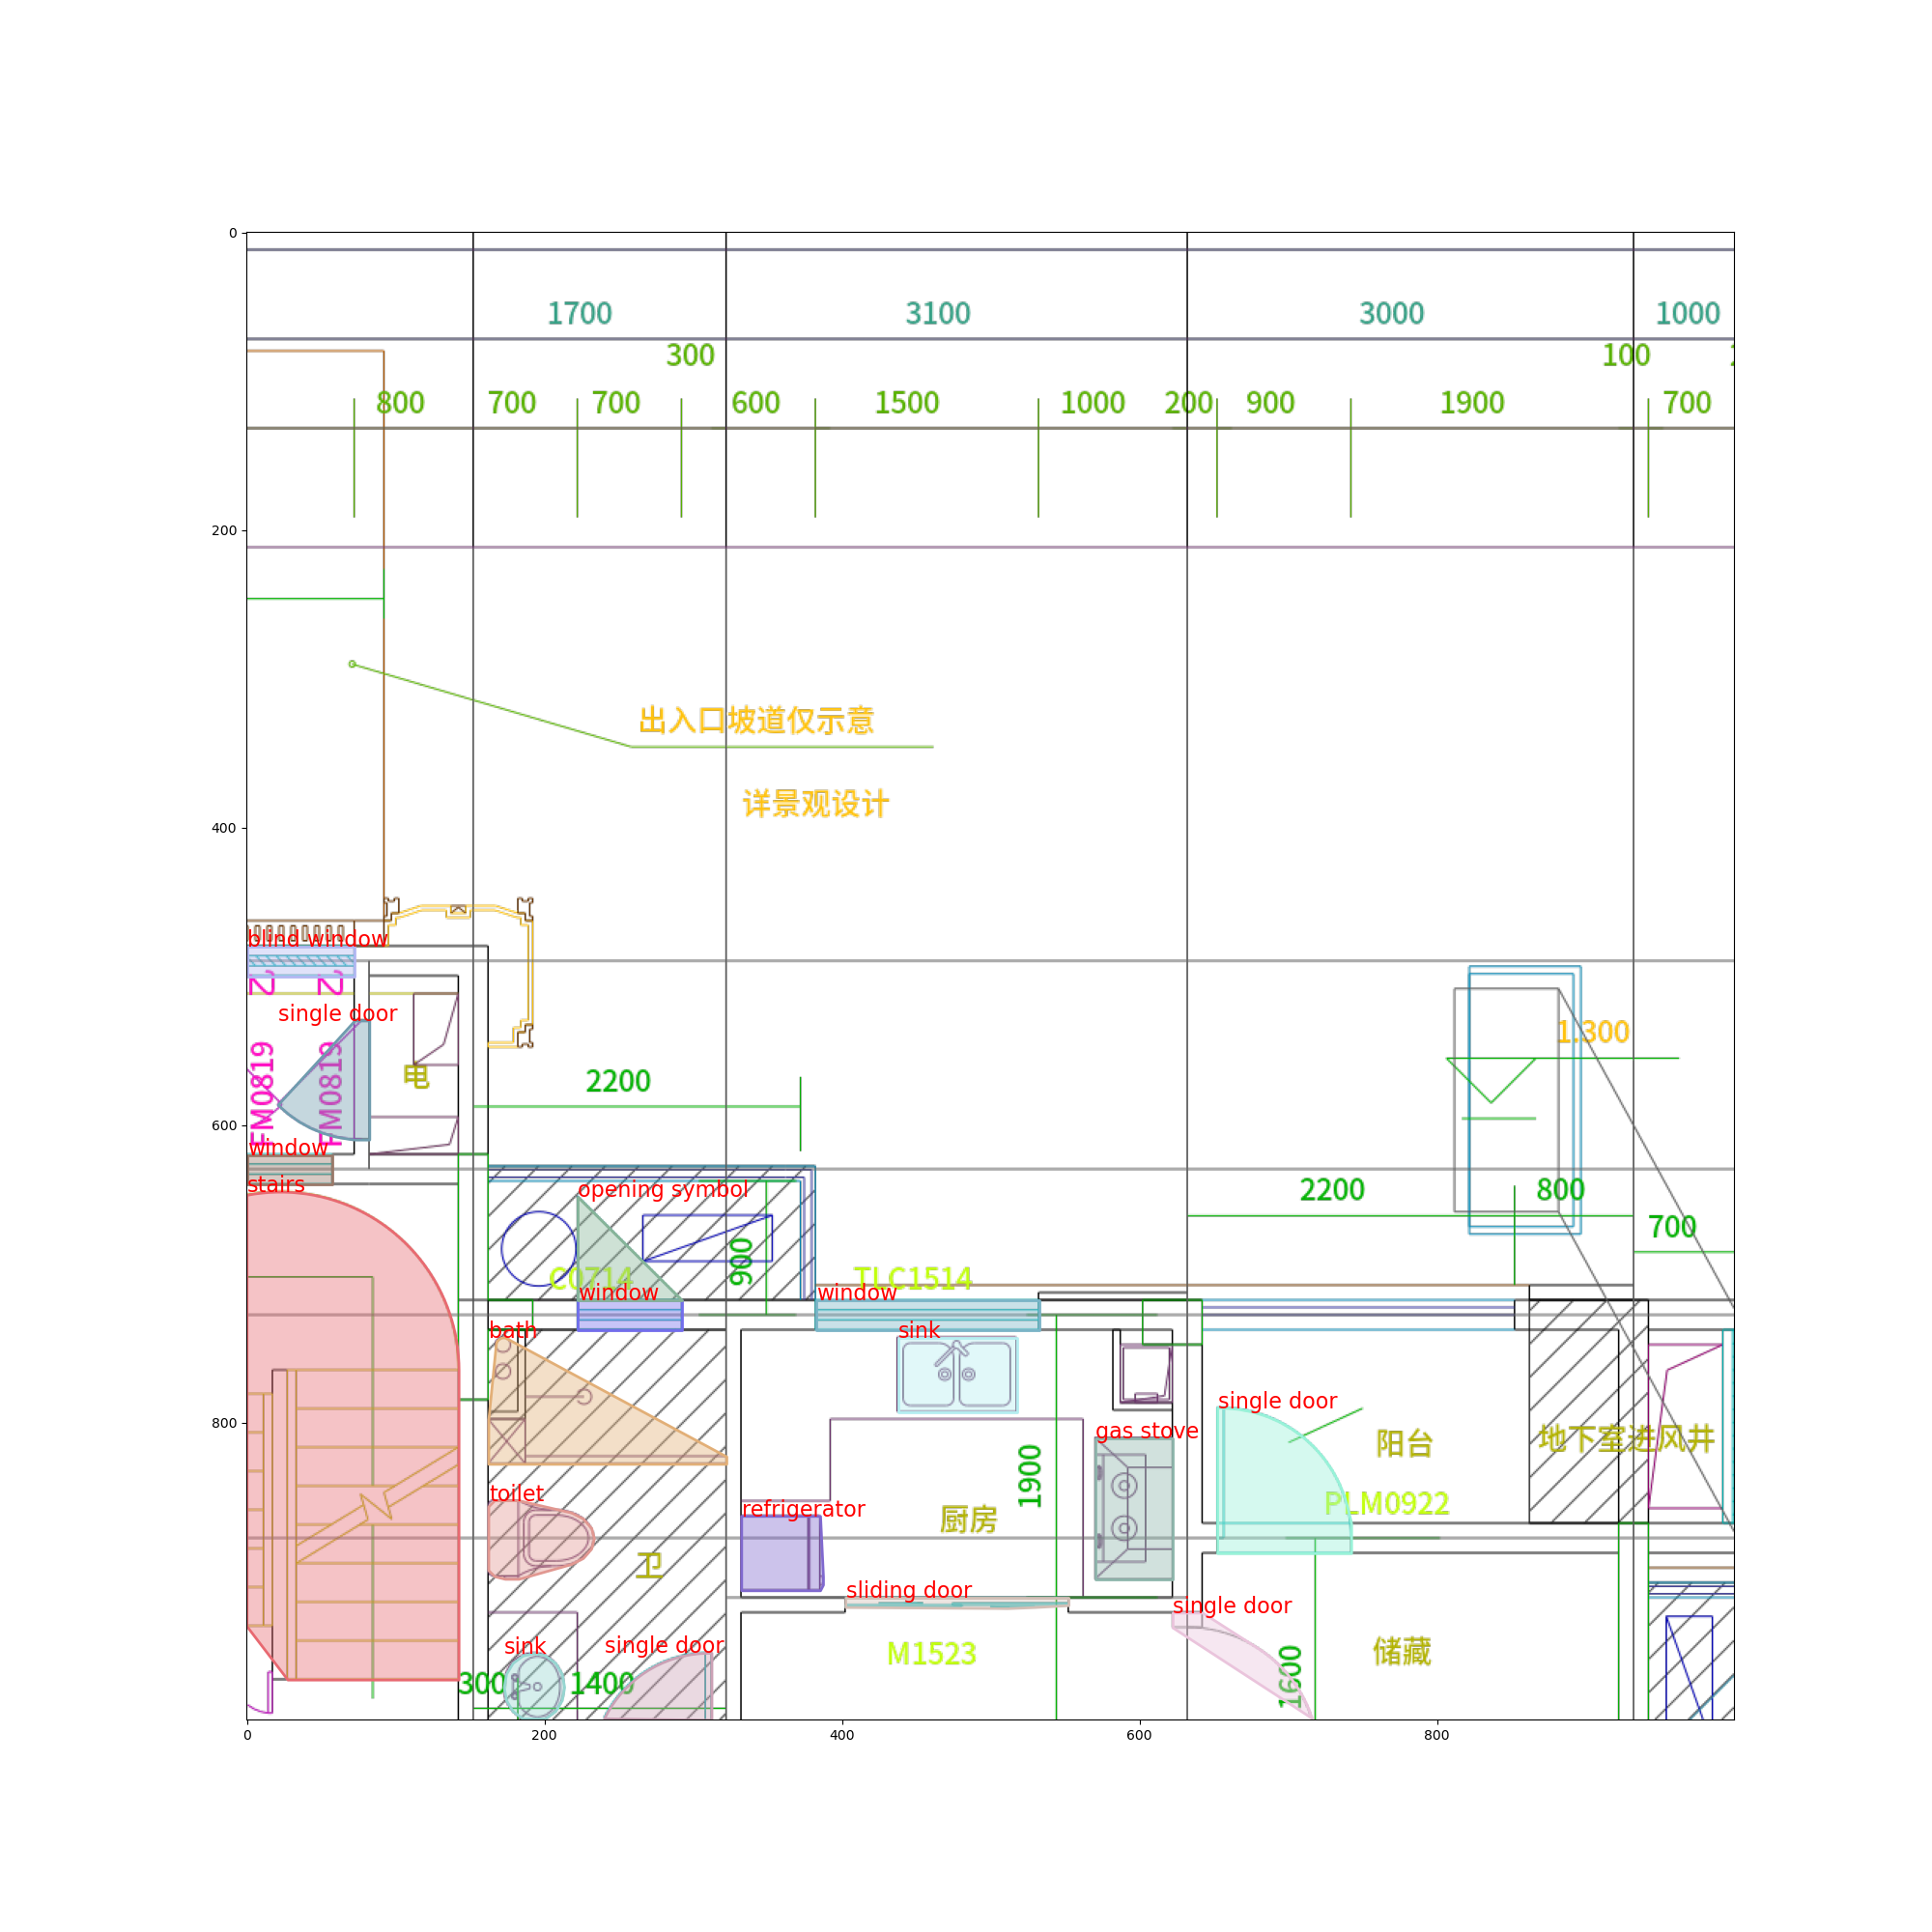 0
1700 3100 3000 1000
300 100
800 700 700 600 1500 1000 200 900 1900 700
200
出入口坡道仅示意
详景观设计
400
blind window
2 2
single door
FM0819 FM0819
电
1.300
2200
600
window
stairs
opening symbol
2200 800
700
900
C0714 TLC1514
window window
bath sink
single door
800
gas stove
阳台 地下室进风井
1900
toilet
refrigerator
PLM0922
厨房
卫
sliding door
single door
sink single door
M1523
储藏
1600
300 1400
0 200 400 600 800